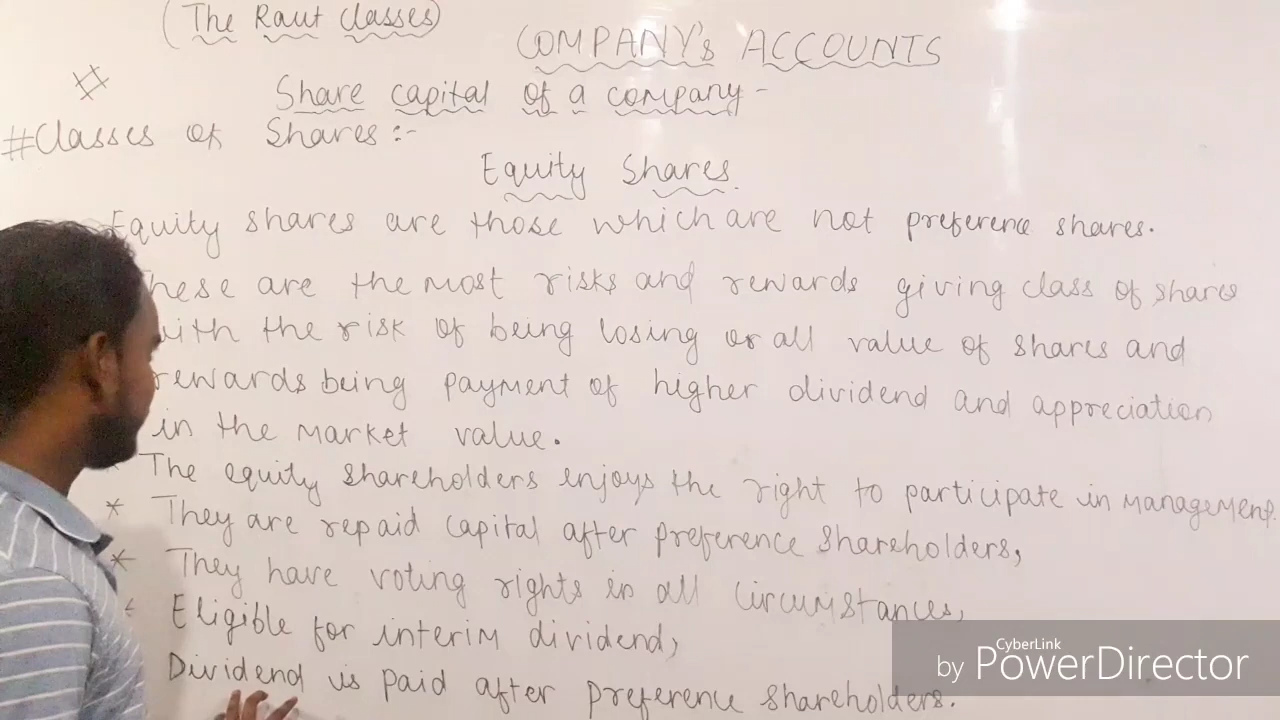 (The Raut Classes)
COMPANY's ACCOUNTS
Share capital of a company -
#Classes of Shares :-
Equity Shares.
Equity shares are those which are not preference shares.
These are the most risks and rewards giving class of shares
with the risk of being losing or all value of shares and
rewards being payment of higher dividend and appreciation
in the market value.
* The equity shareholders enjoys the right to participate in management.
* They are repaid capital after preference shareholders,
* They have voting rights in all circumstances,
* Eligible for interim dividend,
Dividend is paid after preference shareholders.
CyberLink
by PowerDirector